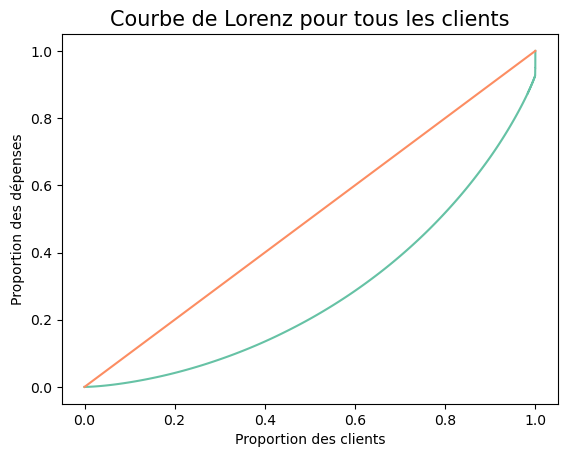 Courbe de Lorenz pour tous les clients
1.0
0.8
0.6
0.4
0.2
0.0
Proportion des dépenses
0.0 0.2 0.4 0.6 0.8 1.0
Proportion des clients